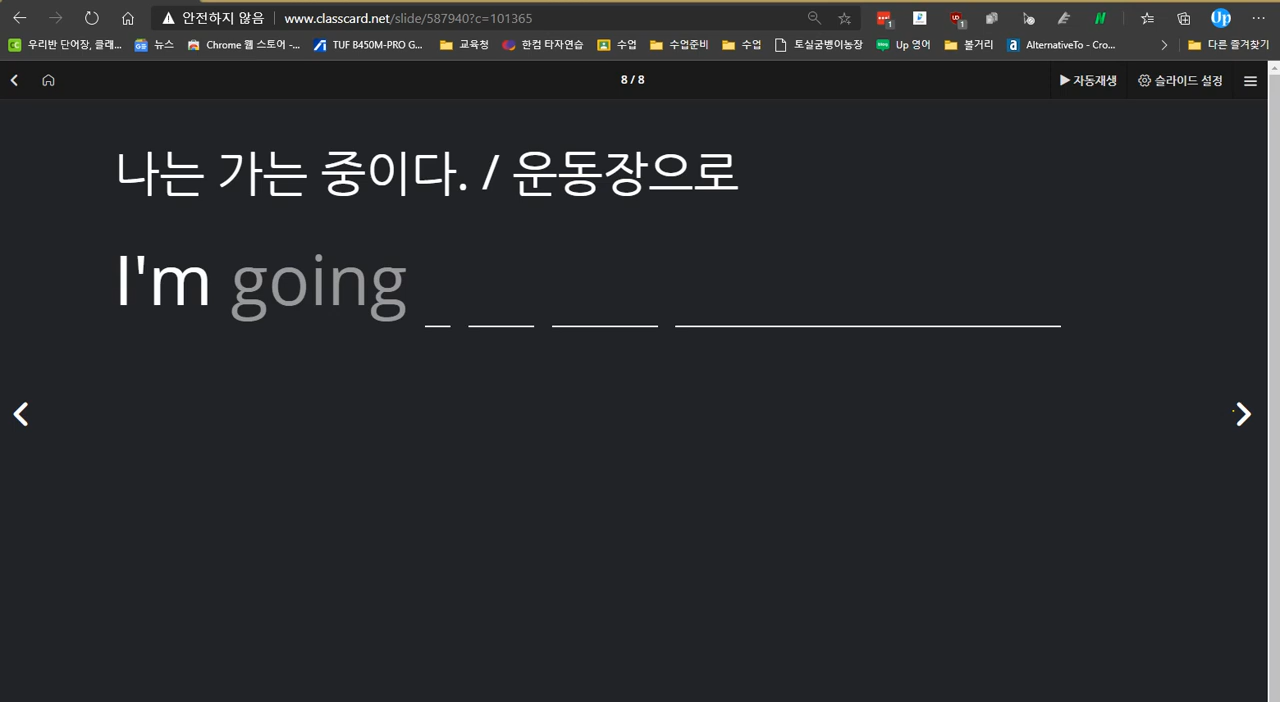 안전하지 않음 www.classcard.net/slide/587940?c=101365
우리반 단어장, 클래... 뉴스 Chrome 웹 스토어 -... TUF B450M-PRO G... 교육청 한컴 타자연습 수업 수업준비 수업 토실굼벵이농장 Up 영어 볼거리 AlternativeTo - Cro... 다른 즐겨찾기
8 / 8 자동재생 슬라이드 설정
나는 가는 중이다. / 운동장으로
I'm going